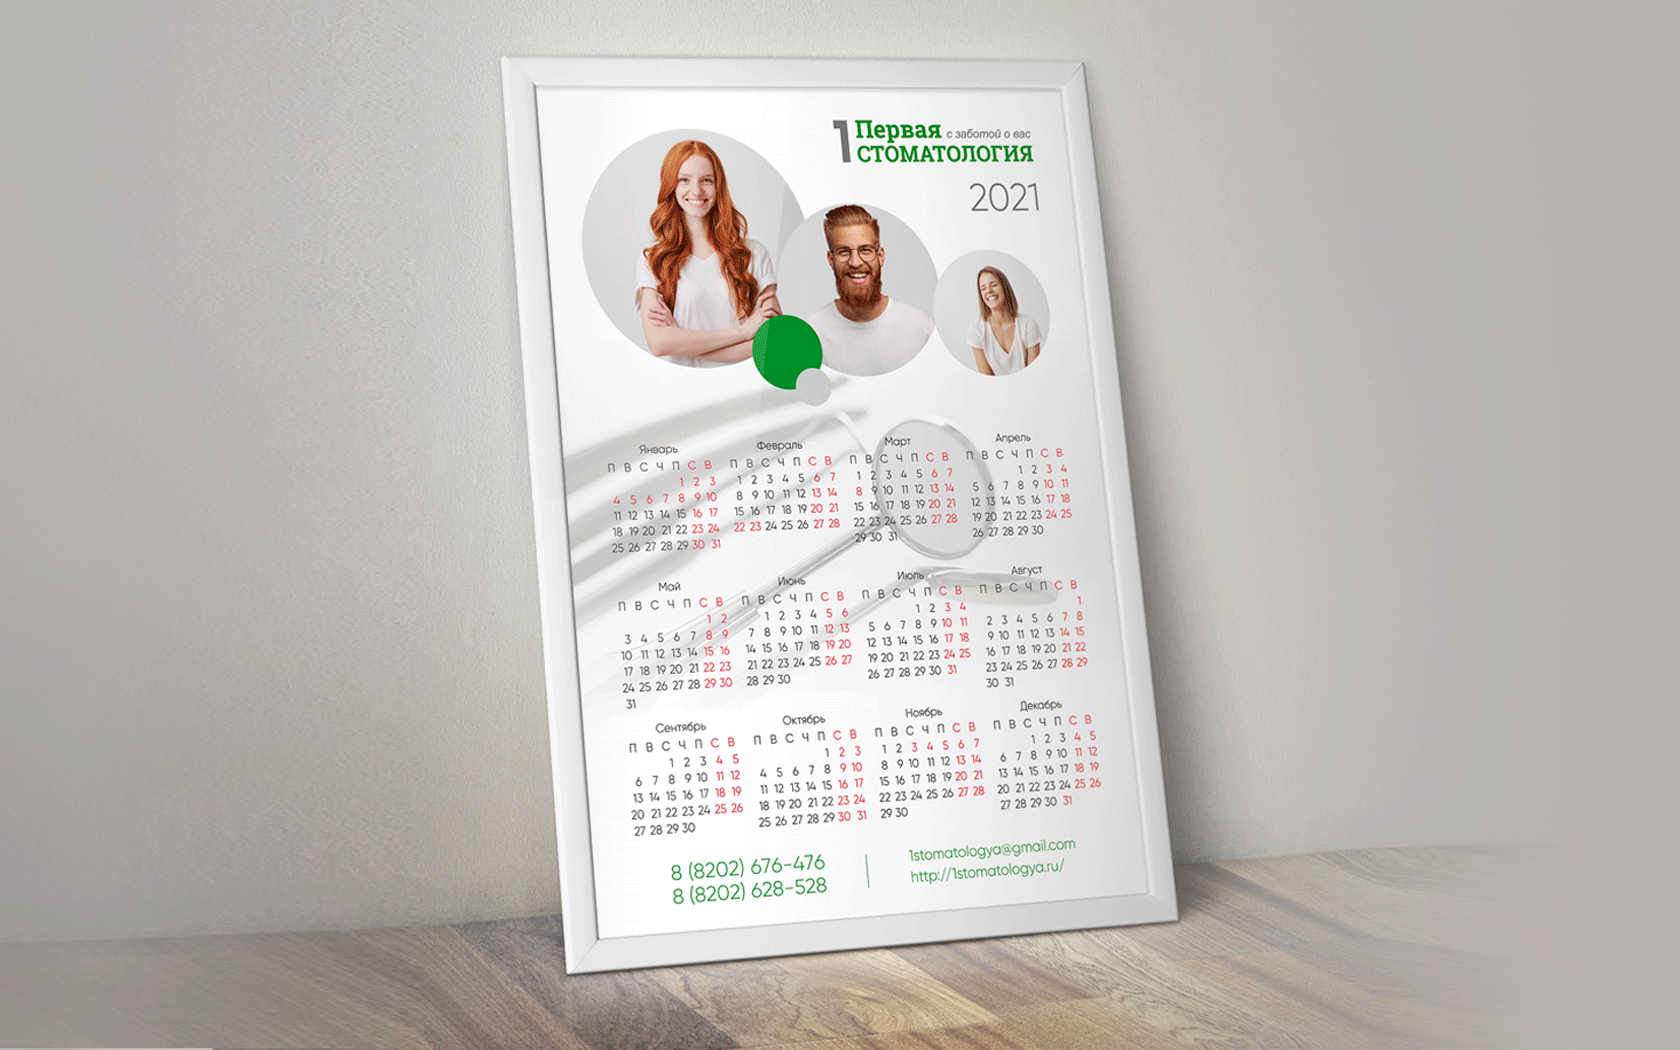 1 Первая с заботой о вас
СТОМАТОЛОГИЯ
2021
Январь Февраль Март Апрель
П В С Ч П С В П В С Ч П С В П В С Ч П С В П В С Ч П С В
1 2 3 1 2 3 4 5 6 7 1 2 3 4 5 6 7 1 2 3 4
4 5 6 7 8 9 10 8 9 10 11 12 13 14 8 9 10 11 12 13 14 5 6 7 8 9 10 11
11 12 13 14 15 16 17 15 16 17 18 19 20 21 15 16 17 18 19 20 21 12 13 14 15 16 17 18
18 19 20 21 22 23 24 22 23 24 25 26 27 28 22 23 24 25 26 27 28 19 20 21 22 23 24 25
25 26 27 28 29 30 31 29 30 31 26 27 28 29 30
Май Июнь Июль Август
П В С Ч П С В П В С Ч П С В П В С Ч П С В П В С Ч П С В
1 2 1 2 3 4 5 6 1 2 3 4 1
3 4 5 6 7 8 9 7 8 9 10 11 12 13 5 6 7 8 9 10 11 2 3 4 5 6 7 8
10 11 12 13 14 15 16 14 15 16 17 18 19 20 12 13 14 15 16 17 18 9 10 11 12 13 14 15
17 18 19 20 21 22 23 21 22 23 24 25 26 27 19 20 21 22 23 24 25 16 17 18 19 20 21 22
24 25 26 27 28 29 30 28 29 30 26 27 28 29 30 31 23 24 25 26 27 28 29
31 30 31
Сентябрь Октябрь Ноябрь Декабрь
П В С Ч П С В П В С Ч П С В П В С Ч П С В П В С Ч П С В
1 2 3 4 5 1 2 3 1 2 3 4 5 6 7 1 2 3 4 5
6 7 8 9 10 11 12 4 5 6 7 8 9 10 8 9 10 11 12 13 14 6 7 8 9 10 11 12
13 14 15 16 17 18 19 11 12 13 14 15 16 17 15 16 17 18 19 20 21 13 14 15 16 17 18 19
20 21 22 23 24 25 26 18 19 20 21 22 23 24 22 23 24 25 26 27 28 20 21 22 23 24 25 26
27 28 29 30 25 26 27 28 29 30 31 29 30 27 28 29 30 31
8 (8202) 676-476
8 (8202) 628-528
1stomatologya@gmail.com
http://1stomatologya.ru/